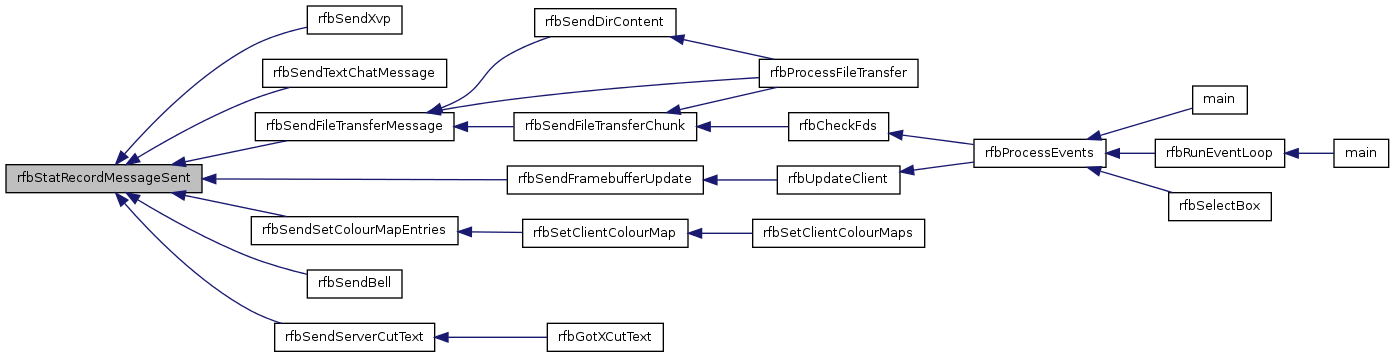 rfbSendXvp
rfbSendDirContent
rfbSendTextChatMessage
rfbProcessFileTransfer
main
rfbSendFileTransferMessage
rfbSendFileTransferChunk
rfbCheckFds
rfbProcessEvents
rfbRunEventLoop
main
rfbStatRecordMessageSent
rfbSendFramebufferUpdate
rfbUpdateClient
rfbSelectBox
rfbSendSetColourMapEntries
rfbSetClientColourMap
rfbSetClientColourMaps
rfbSendBell
rfbSendServerCutText
rfbGotXCutText